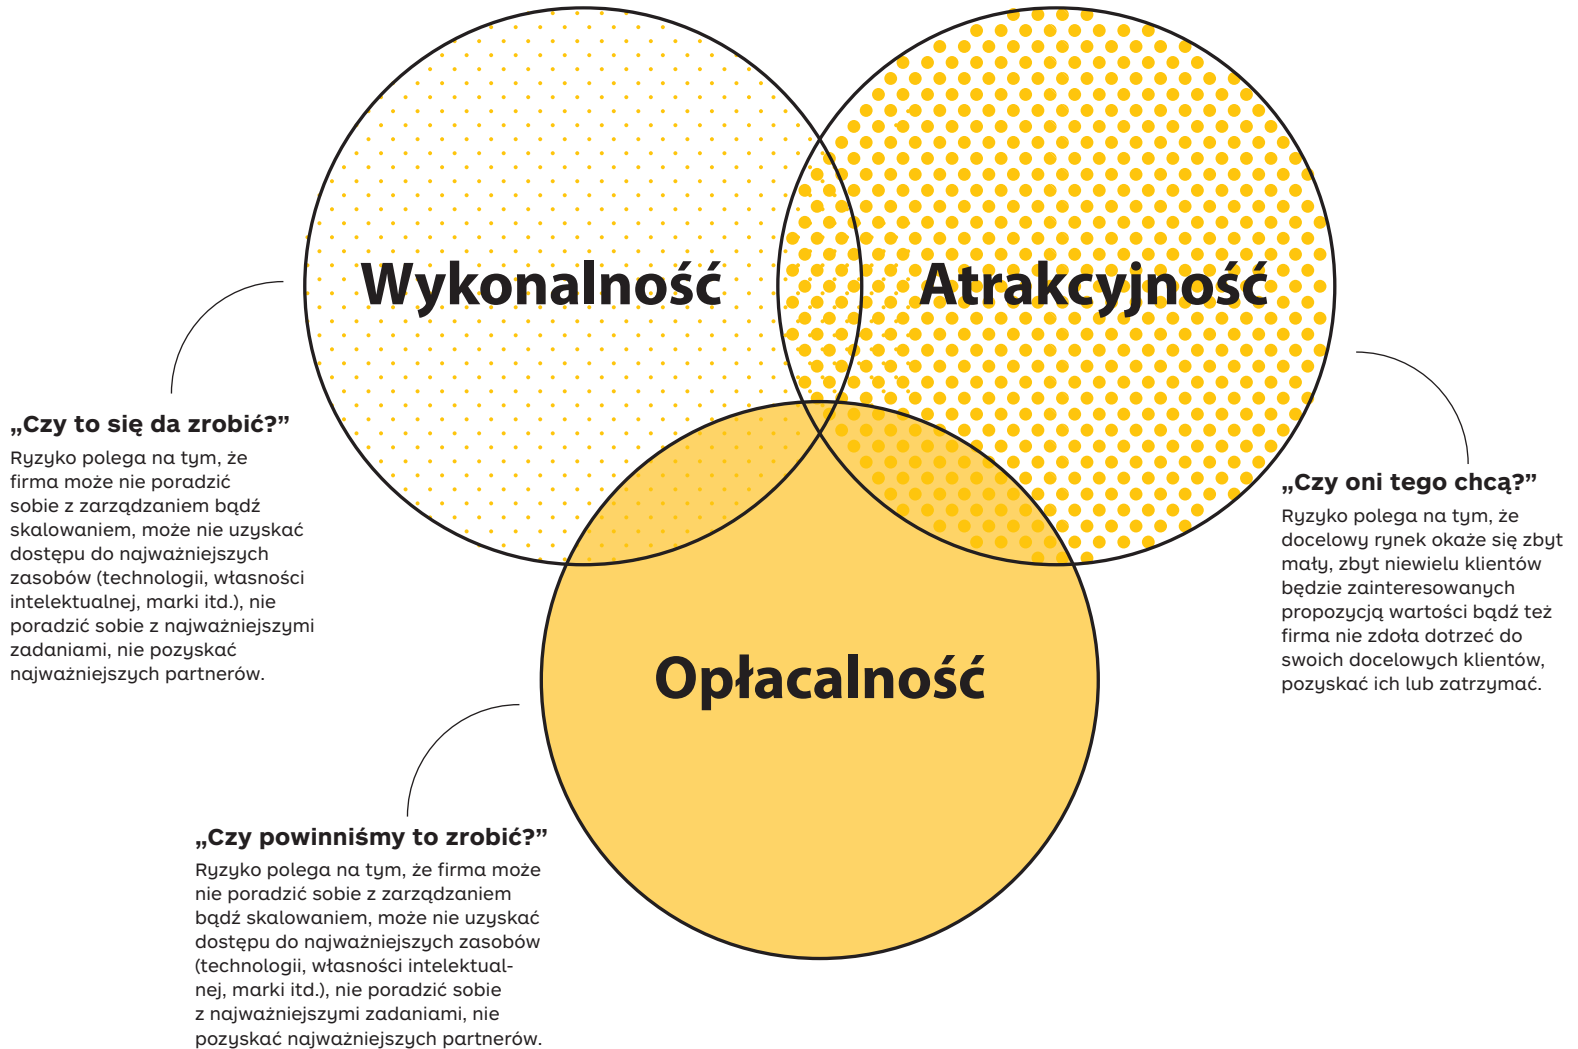 Wykonalność
Atrakcyjność
„Czy to się da zrobić?”
Ryzyko polega na tym, że
firma może nie poradzić
sobie z zarządzaniem bądź
skalowaniem, może nie uzyskać
dostępu do najważniejszych
zasobów (technologii, własności
intelektualnej, marki itd.), nie
poradzić sobie z najważniejszymi
zadaniami, nie pozyskać
najważniejszych partnerów.
„Czy oni tego chcą?”
Ryzyko polega na tym, że
docelowy rynek okaże się zbyt
mały, zbyt niewielu klientów
będzie zainteresowanych
propozycją wartości bądź też
firma nie zdoła dotrzeć do
swoich docelowych klientów,
pozyskać ich lub zatrzymać.
Opłacalność
„Czy powinniśmy to zrobić?”
Ryzyko polega na tym, że firma może
nie poradzić sobie z zarządzaniem
bądź skalowaniem, może nie uzyskać
dostępu do najważniejszych zasobów
(technologii, własności intelektual-
nej, marki itd.), nie poradzić sobie
z najważniejszymi zadaniami, nie
pozyskać najważniejszych partnerów.